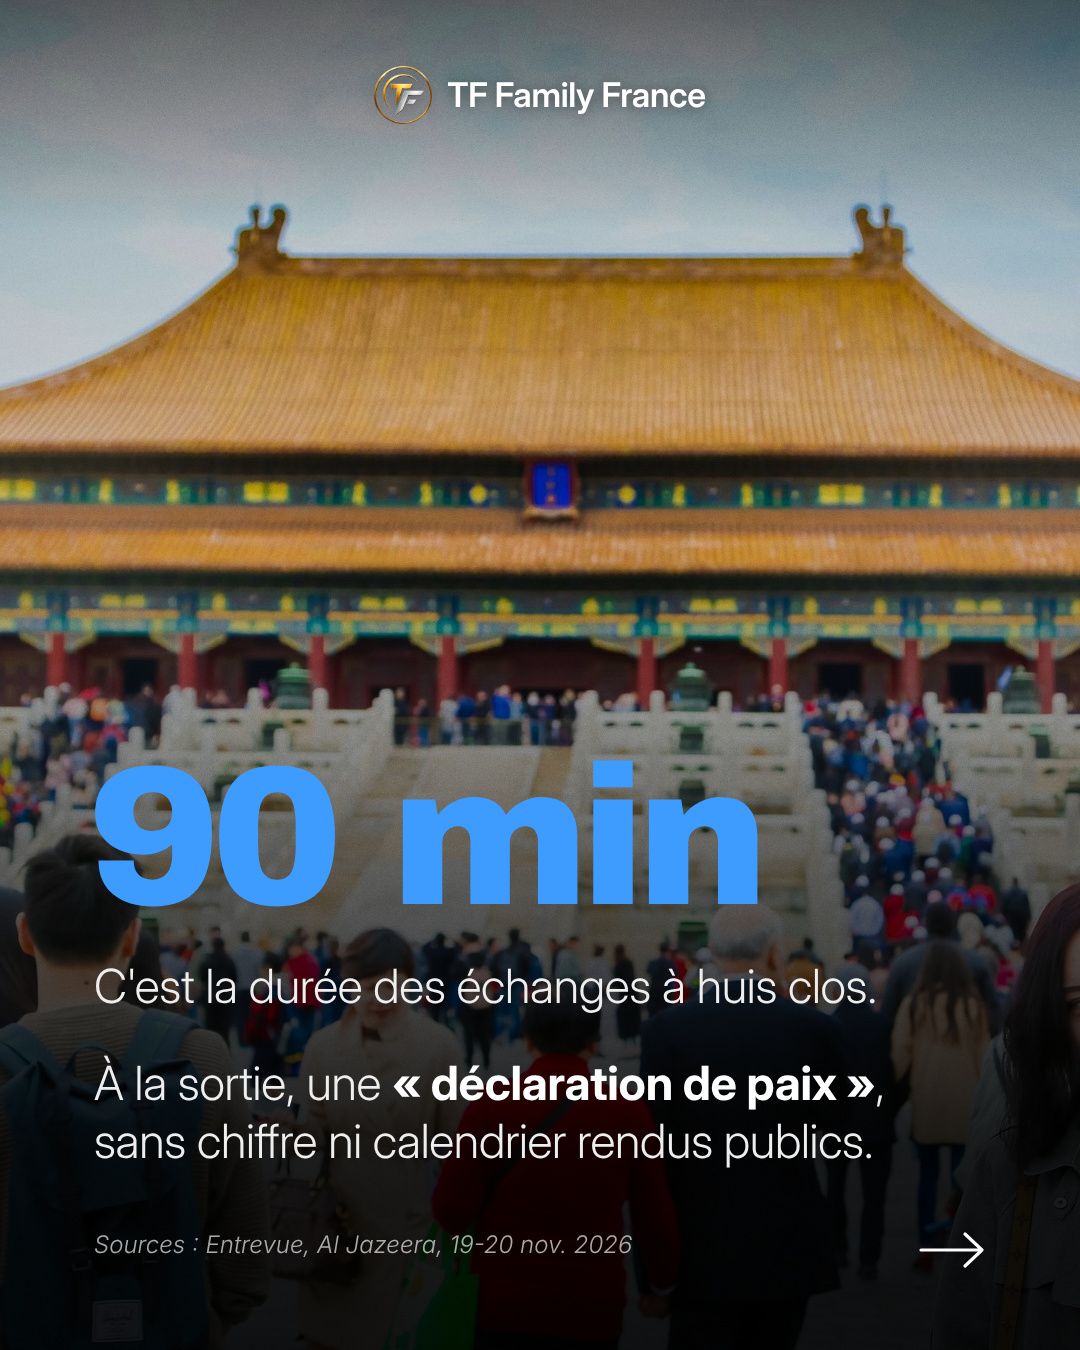 TF Family France
90 min
C'est la durée des échanges à huis clos.
À la sortie, une « déclaration de paix »,
sans chiffre ni calendrier rendus publics.
Sources : Entrevue, Al Jazeera, 19-20 nov. 2026